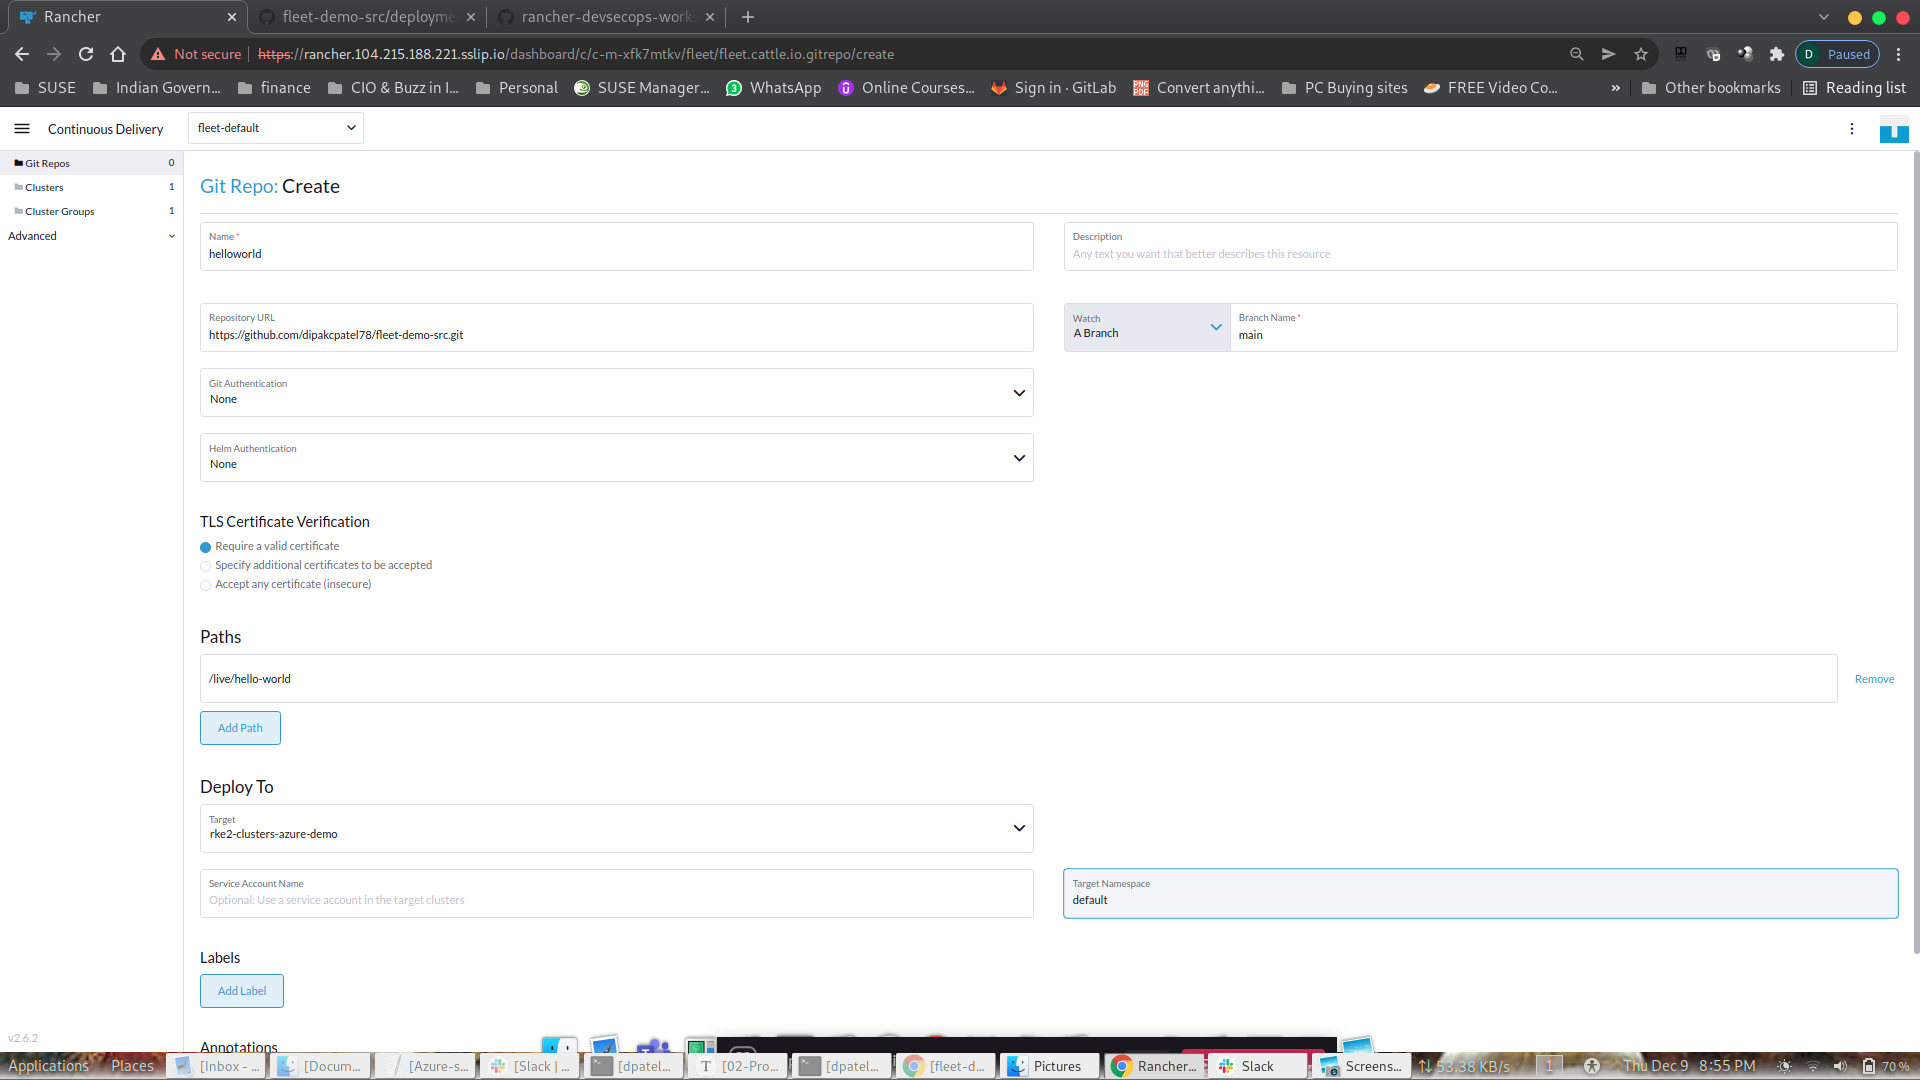 Rancher
fleet-demo-src/deployme
rancher-devsecops-work
Not secure
https://rancher.104.215.188.221.sslip.io/dashboard/c/c-m-xfk7mtkv/fleet/fleet.cattle.io.gitrepo/create
D Paused
SUSE
Indian Govern...
finance
CIO & Buzz in I...
Personal
SUSE Manager...
3 WhatsApp
Online Courses...
Sign in · GitLab
Convert anythi...
PC Buying sites
FREE Video Co...
»
Other bookmarks
Reading list
Continuous Delivery
fleet-default
Git Repos 0
Clusters 1
Cluster Groups 1
Advanced
Git Repo: Create
Name *
helloworld
Description
Any text you want that better describes this resource
Repository URL
https://github.com/dipakcpatel78/fleet-demo-src.git
Watch
A Branch
Branch Name *
main
Git Authentication
None
Helm Authentication
None
TLS Certificate Verification
Require a valid certificate
Specify additional certificates to be accepted
Accept any certificate (insecure)
Paths
/live/hello-world
Remove
Add Path
Deploy To
Target
rke2-clusters-azure-demo
Service Account Name
Optional: Use a service account in the target clusters
Target Namespace
default
Labels
Add Label
Annotations
v2.6.2
Applications
Places
[Inbox - ...
[Docum...
[Azure-s...
[Slack | ...
[dpatel...
[02-Pro...
[dpatel...
[fleet-d...
Pictures
Rancher...
Slack
Screens...
53.38 KB/s
1
Thu Dec 9 8:55 PM
70 %